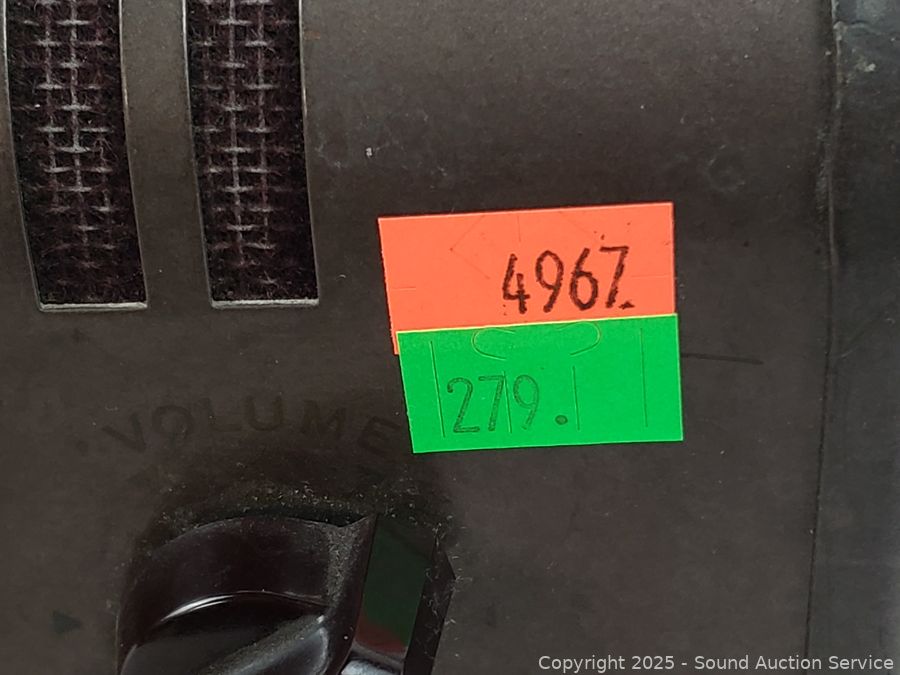 4967.
279.
VOLUME
Copyright 2025 - Sound Auction Service